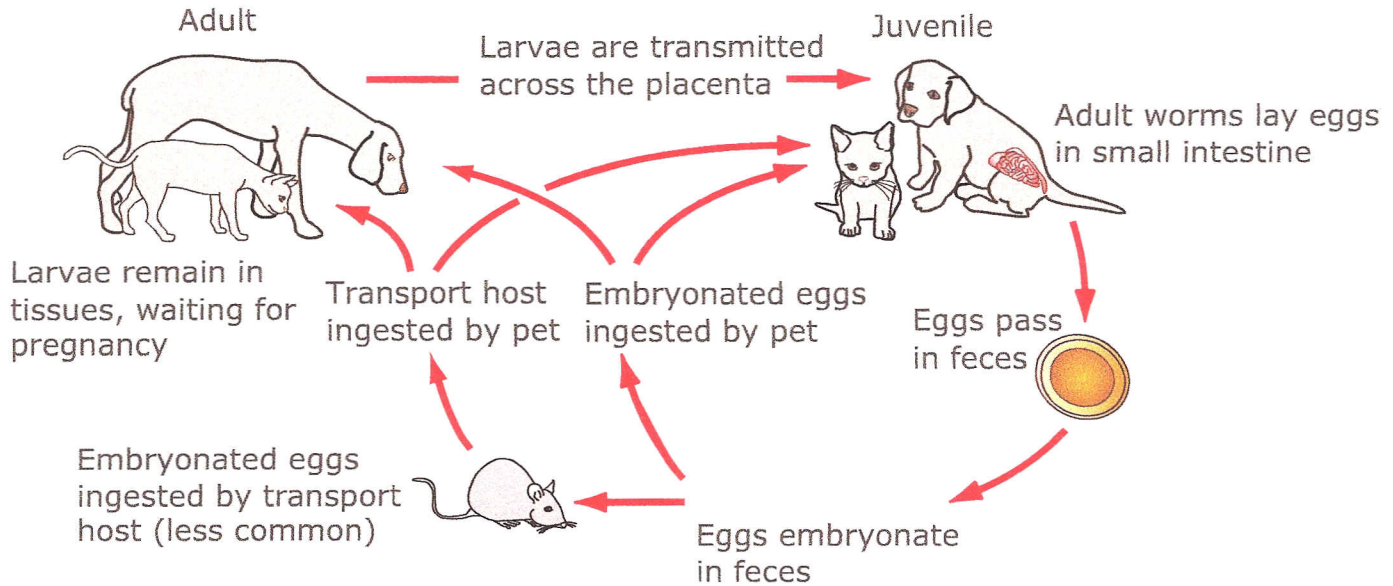 Adult
Larvae are transmitted
across the placenta
Juvenile
Adult worms lay eggs
in small intestine
Larvae remain in
tissues, waiting for
pregnancy
Transport host
ingested by pet
Embryonated eggs
ingested by pet
Eggs pass
in feces
Embryonated eggs
ingested by transport
host (less common)
Eggs embryonate
in feces